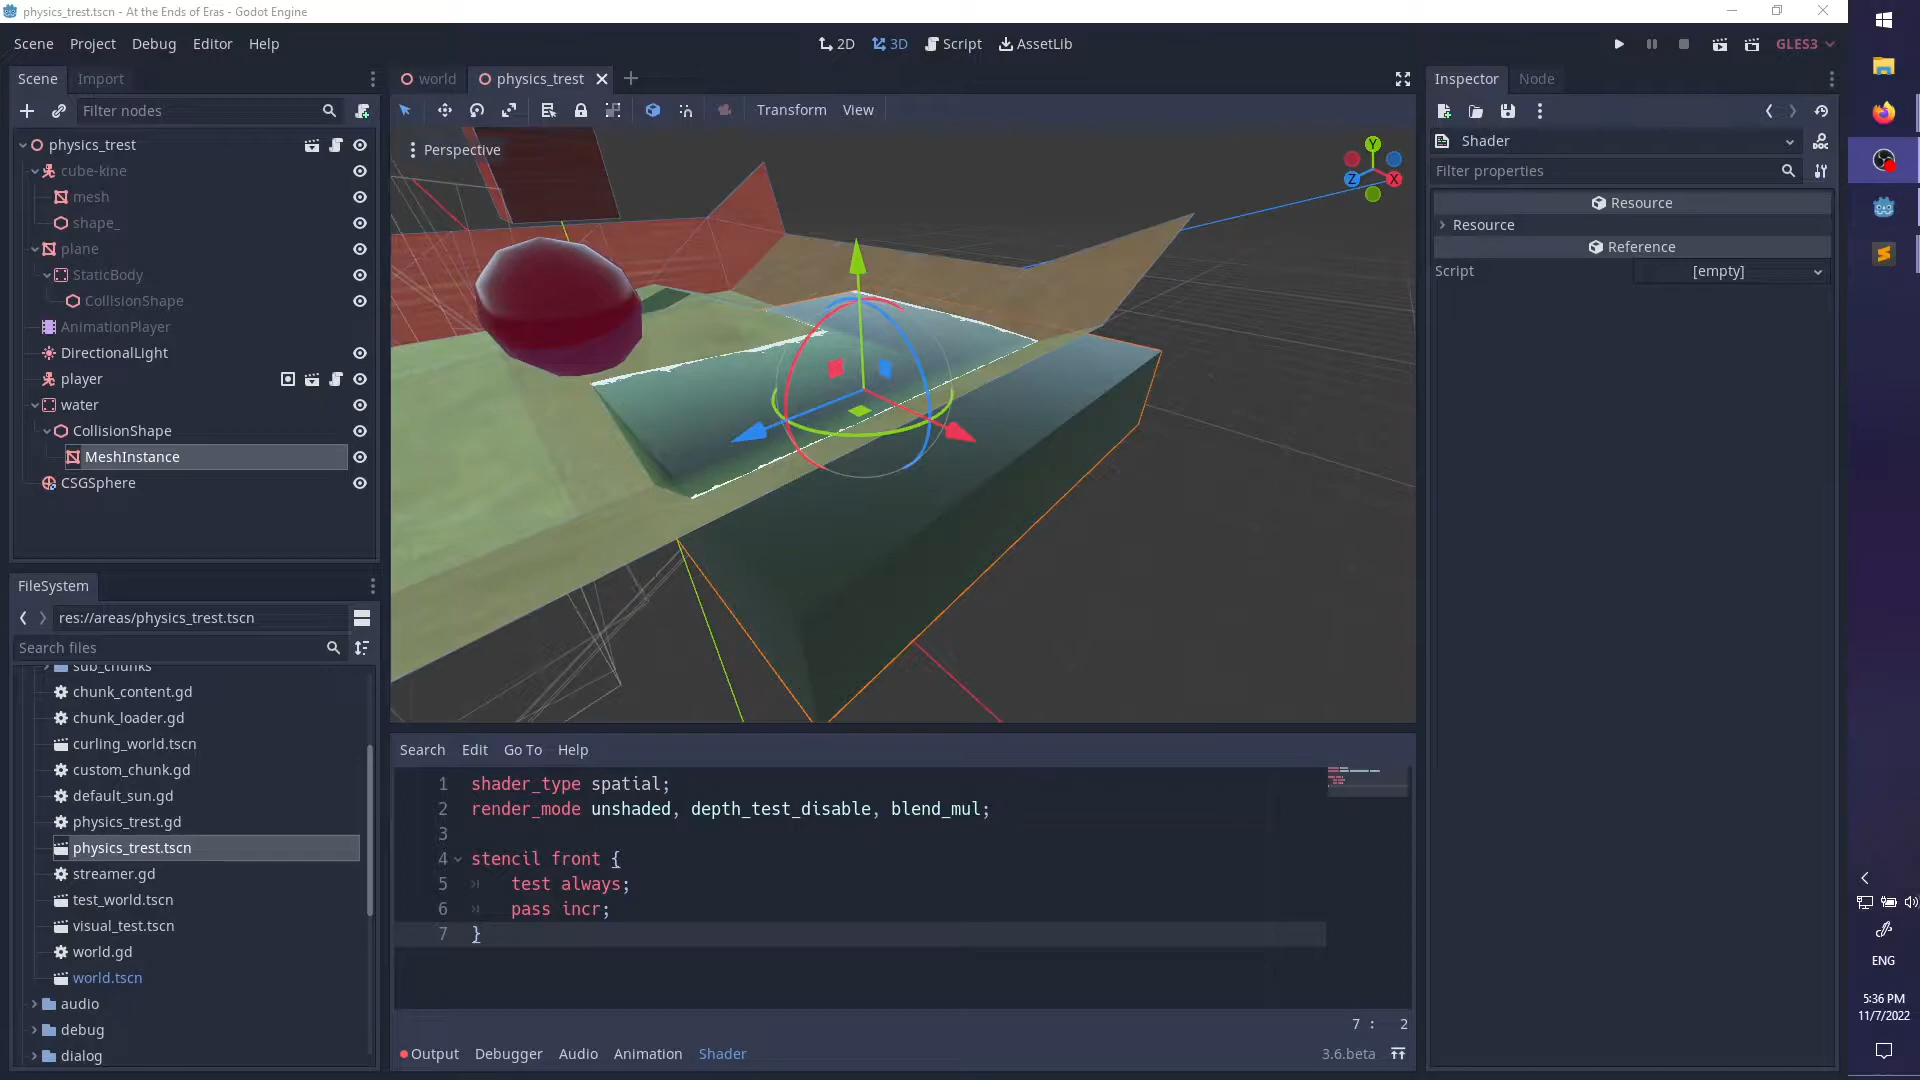 physics_trest.tscn - At the Ends of Eras - Godot Engine
Scene Project Debug Editor Help
2D 3D Script AssetLib
GLES3
Scene Import
Filter nodes
physics_trest
cube-kine
mesh
shape_
plane
StaticBody
CollisionShape
AnimationPlayer
DirectionalLight
player
water
CollisionShape
MeshInstance
CSGSphere
FileSystem
res://areas/physics_trest.tscn
Search files
sub_chunks
chunk_content.gd
chunk_loader.gd
curling_world.tscn
custom_chunk.gd
default_sun.gd
physics_trest.gd
physics_trest.tscn
streamer.gd
test_world.tscn
visual_test.tscn
world.gd
world.tscn
audio
debug
dialog
world physics_trest
Transform View
Perspective
Y
Z X
Search Edit Go To Help
1 shader_type spatial;
2 render_mode unshaded, depth_test_disable, blend_mul;
3
4 stencil front {
5 test always;
6 pass incr;
7 }
7 : 2
Output Debugger Audio Animation Shader
3.6.beta
Inspector Node
Shader
DOC
Filter properties
Resource
Resource
Reference
Script [empty]
ENG
5:36 PM
11/7/2022